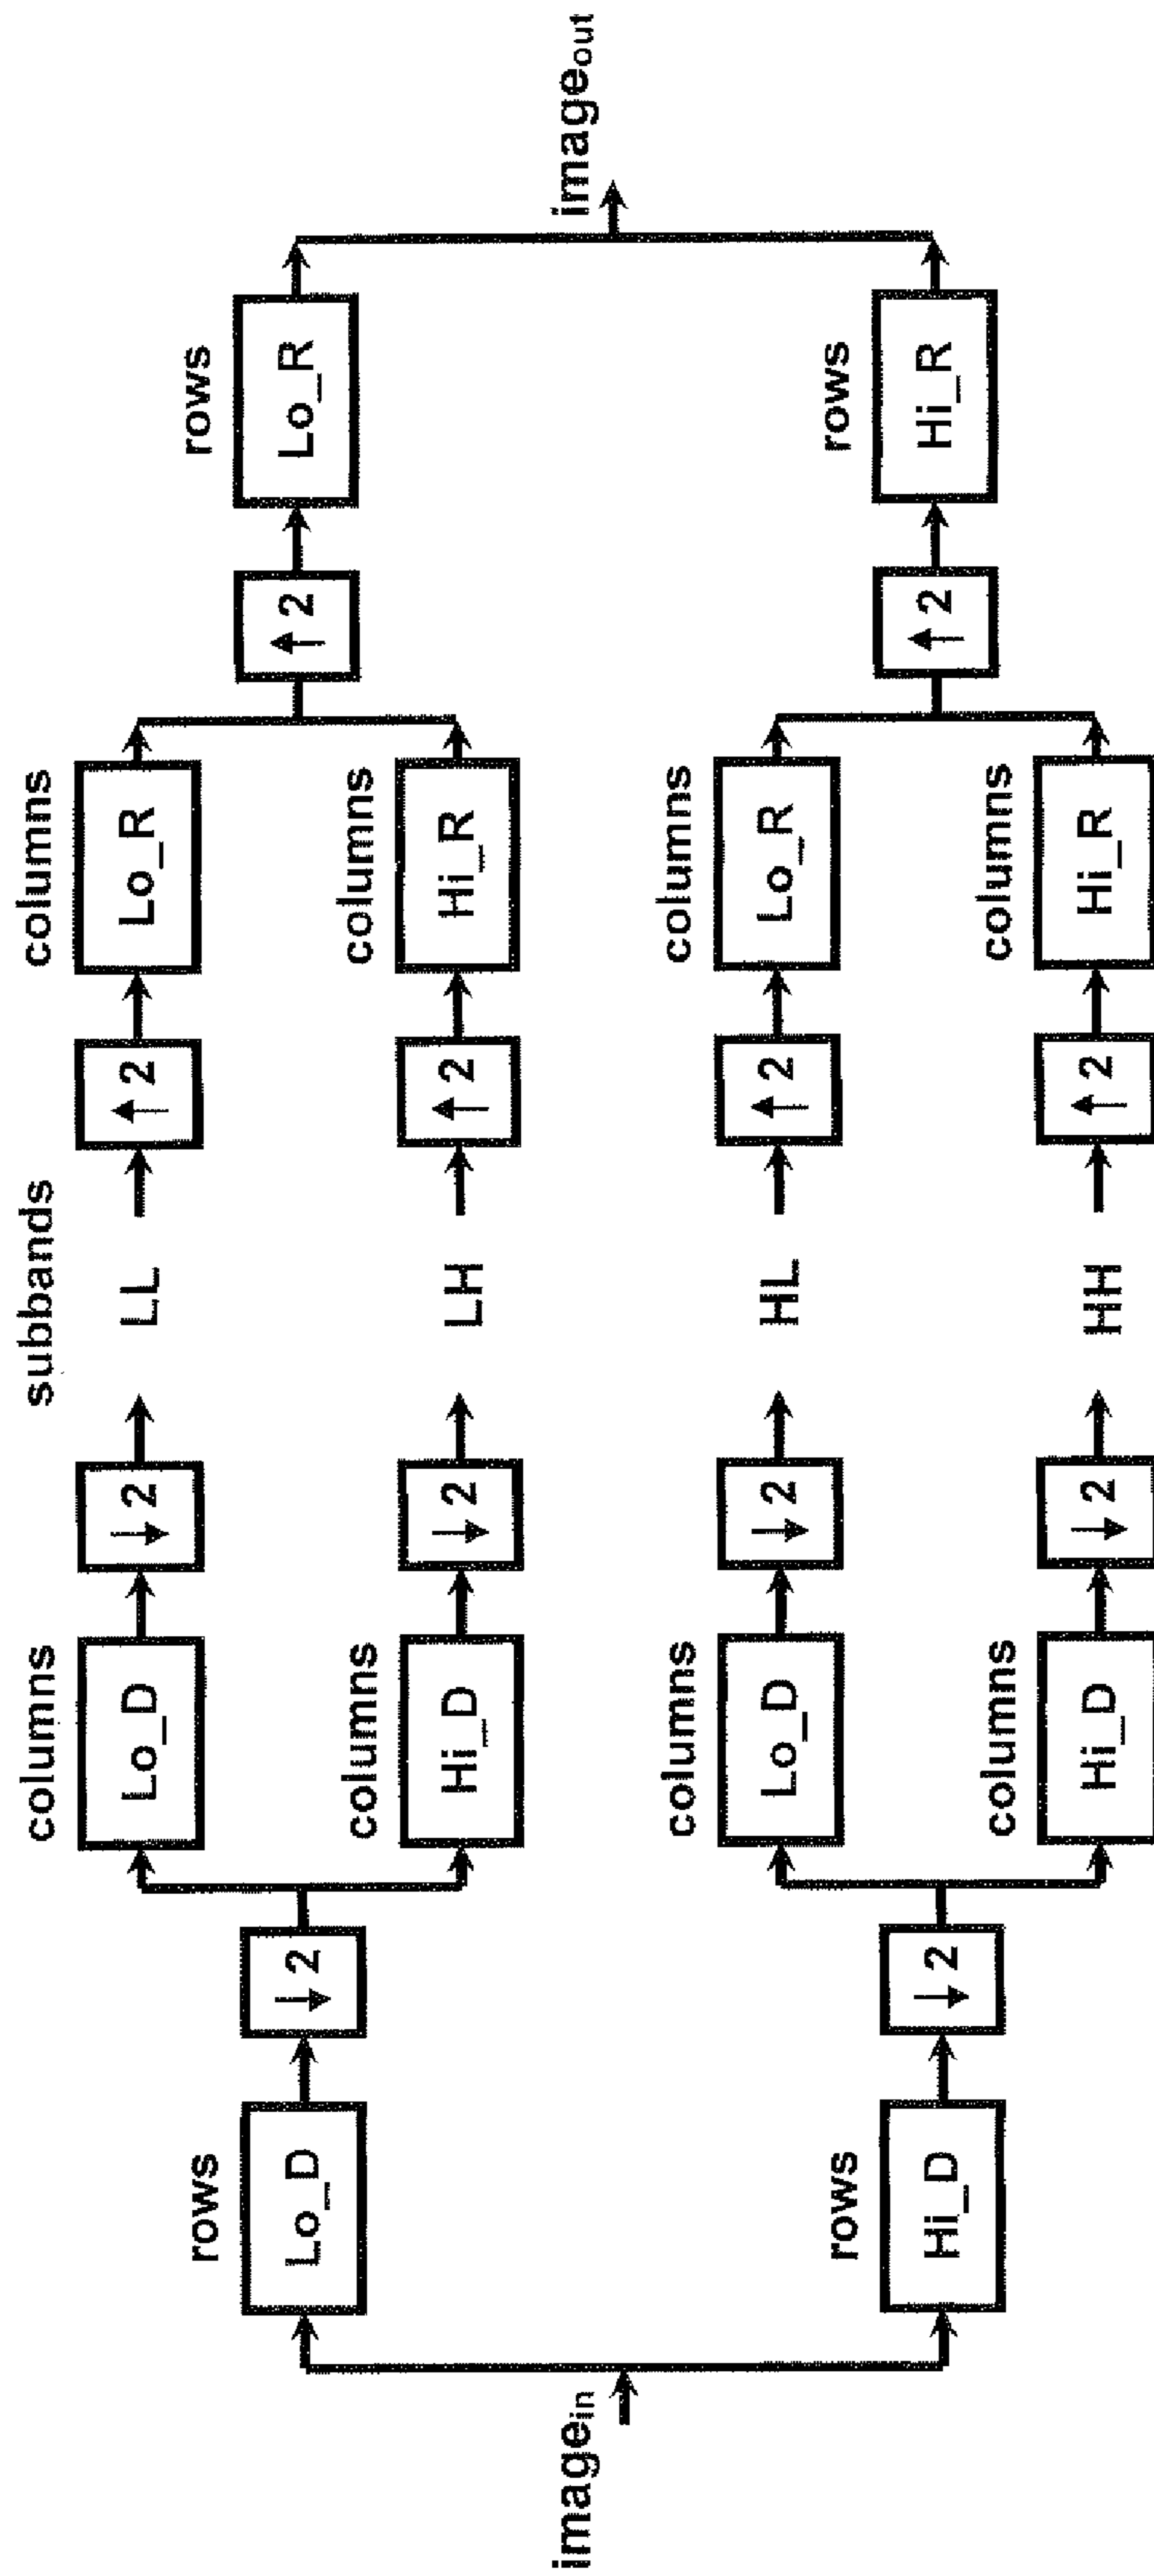 columns subbands columns
Lo_D ↓2 LL ↑2 Lo_R
rows rows
Lo_D ↓2 ↑2 Lo_R
columns columns
Hi_D ↓2 LH ↑2 Hi_R
imagein imageout
columns columns
Lo_D ↓2 HL ↑2 Lo_R
rows rows
Hi_D ↓2 ↑2 Hi_R
columns columns
Hi_D ↓2 HH ↑2 Hi_R